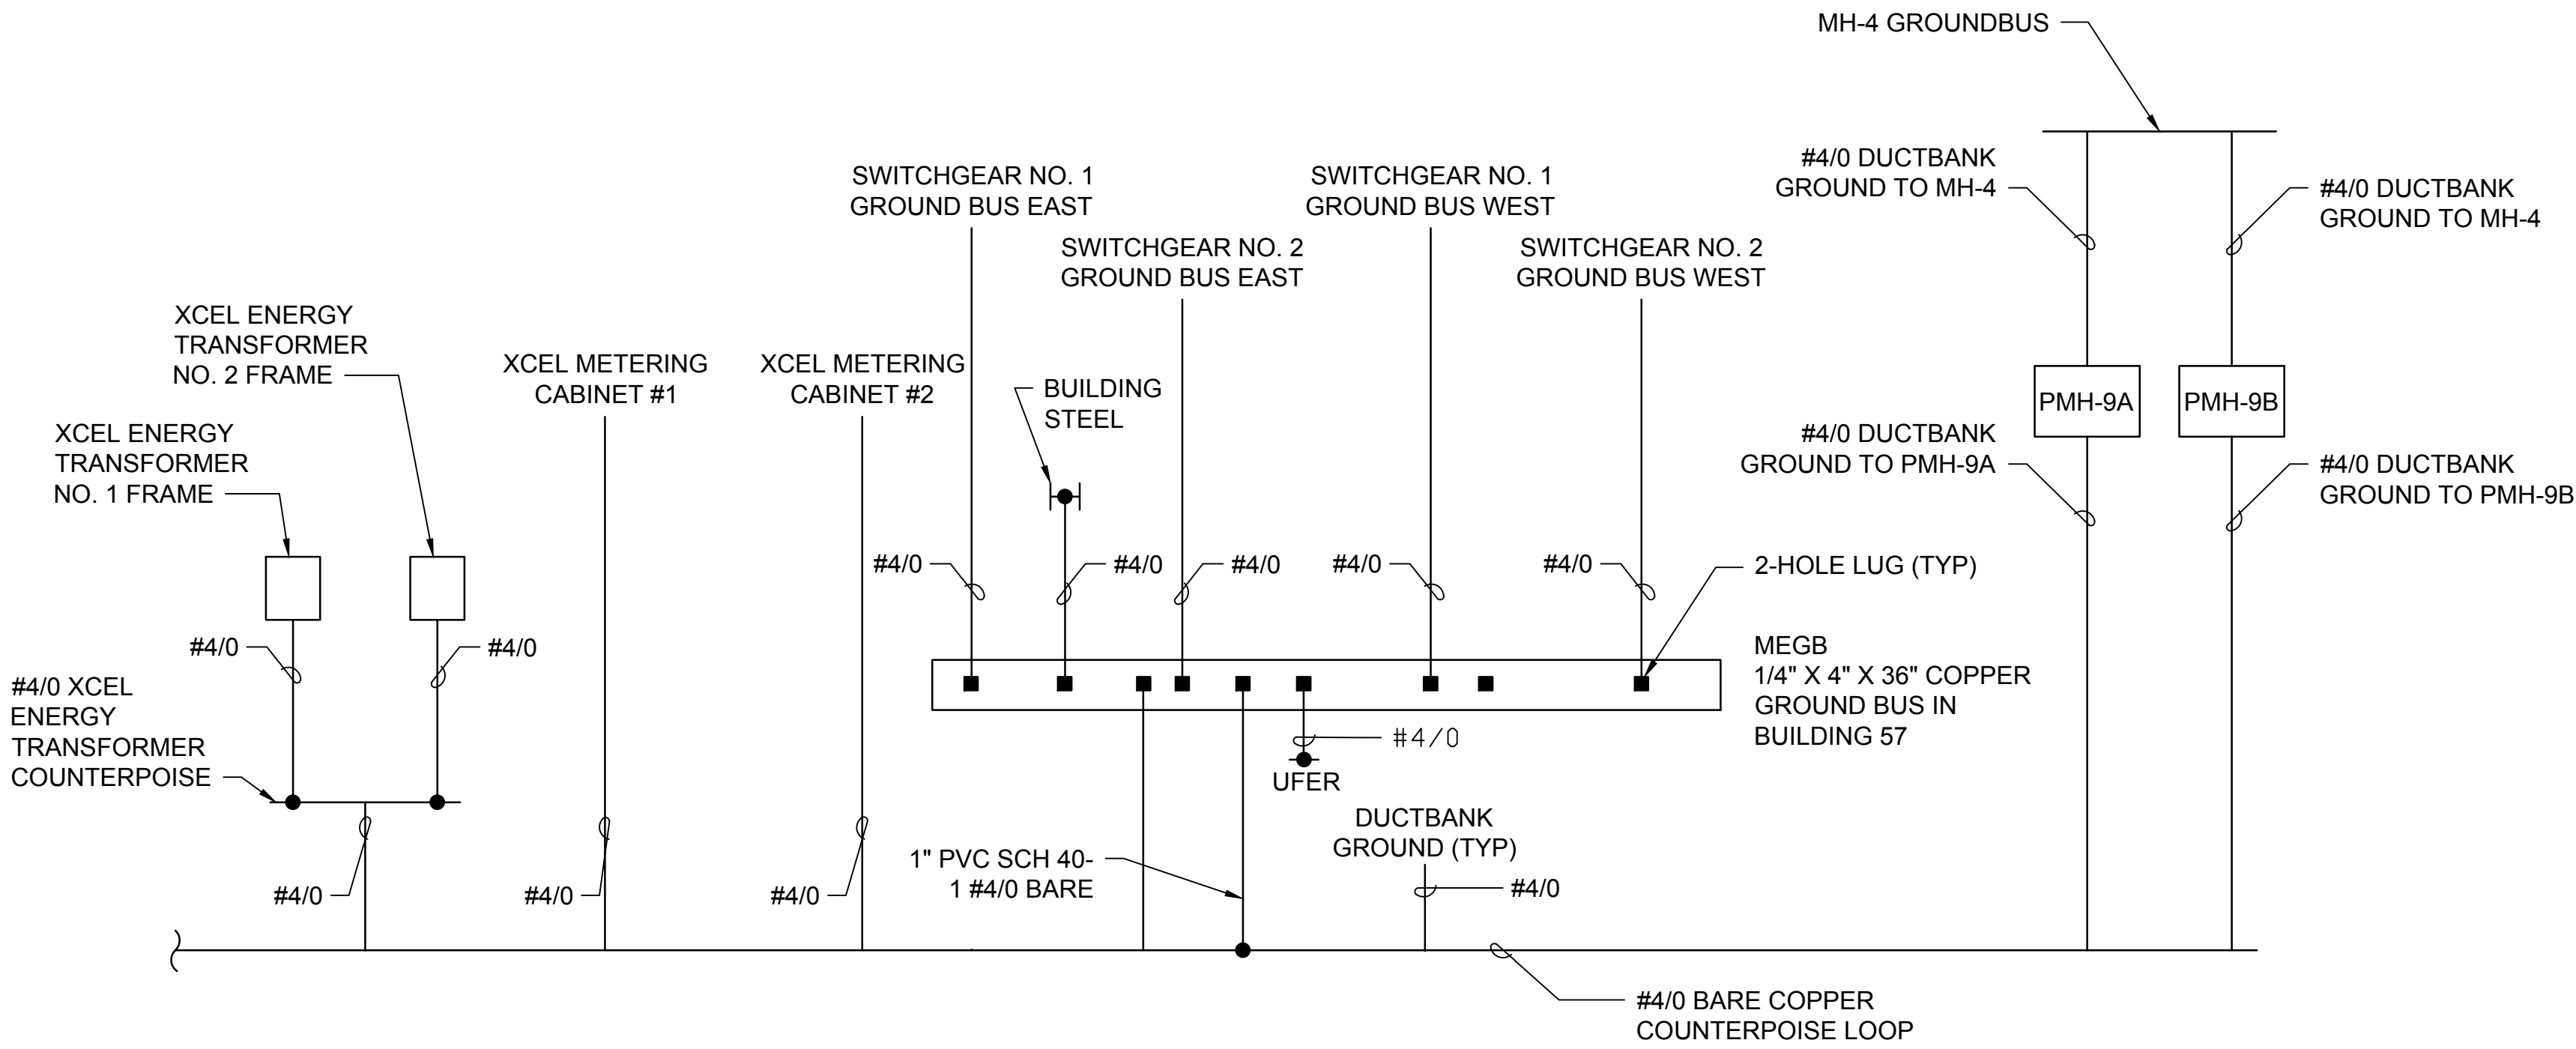 MH-4 GROUNDBUS
SWITCHGEAR NO. 1
GROUND BUS EAST
SWITCHGEAR NO. 1
GROUND BUS WEST
#4/0 DUCTBANK
GROUND TO MH-4
#4/0 DUCTBANK
GROUND TO MH-4
SWITCHGEAR NO. 2
GROUND BUS EAST
SWITCHGEAR NO. 2
GROUND BUS WEST
XCEL ENERGY
TRANSFORMER
NO. 2 FRAME
XCEL METERING
CABINET #1
XCEL METERING
CABINET #2
BUILDING
STEEL
PMH-9A
PMH-9B
XCEL ENERGY
TRANSFORMER
NO. 1 FRAME
#4/0 DUCTBANK
GROUND TO PMH-9A
#4/0 DUCTBANK
GROUND TO PMH-9B
#4/0
#4/0
#4/0
#4/0
#4/0
2-HOLE LUG (TYP)
#4/0
#4/0
MEGB
1/4" X 4" X 36" COPPER
GROUND BUS IN
BUILDING 57
#4/0 XCEL
ENERGY
TRANSFORMER
COUNTERPOISE
#4/0
UFER
DUCTBANK
GROUND (TYP)
1" PVC SCH 40-
1 #4/0 BARE
#4/0
#4/0
#4/0
#4/0
#4/0 BARE COPPER
COUNTERPOISE LOOP